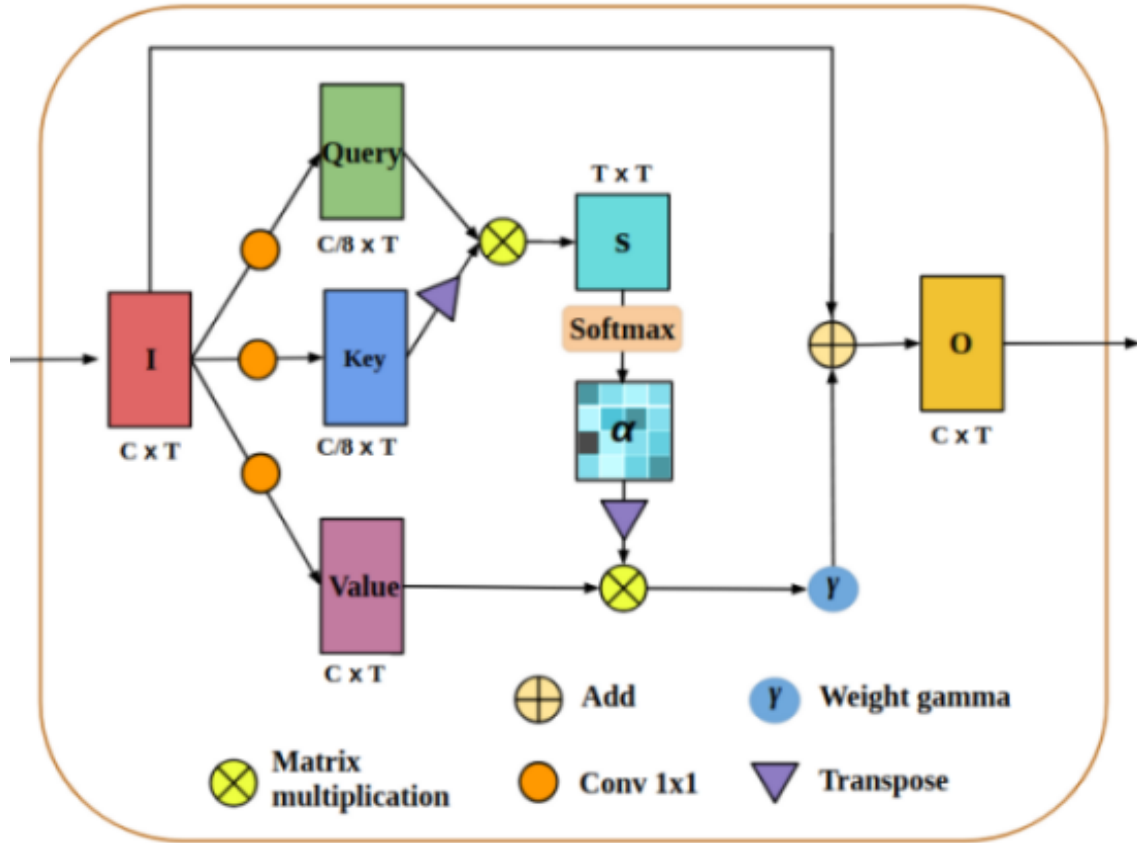 Query
C/8 x T
T x T
S
I
C x T
Key
C/8 x T
Softmax
α
O
C x T
Value
C x T
γ
Add
γ
Weight gamma
Matrix
multiplication
Conv 1x1
Transpose